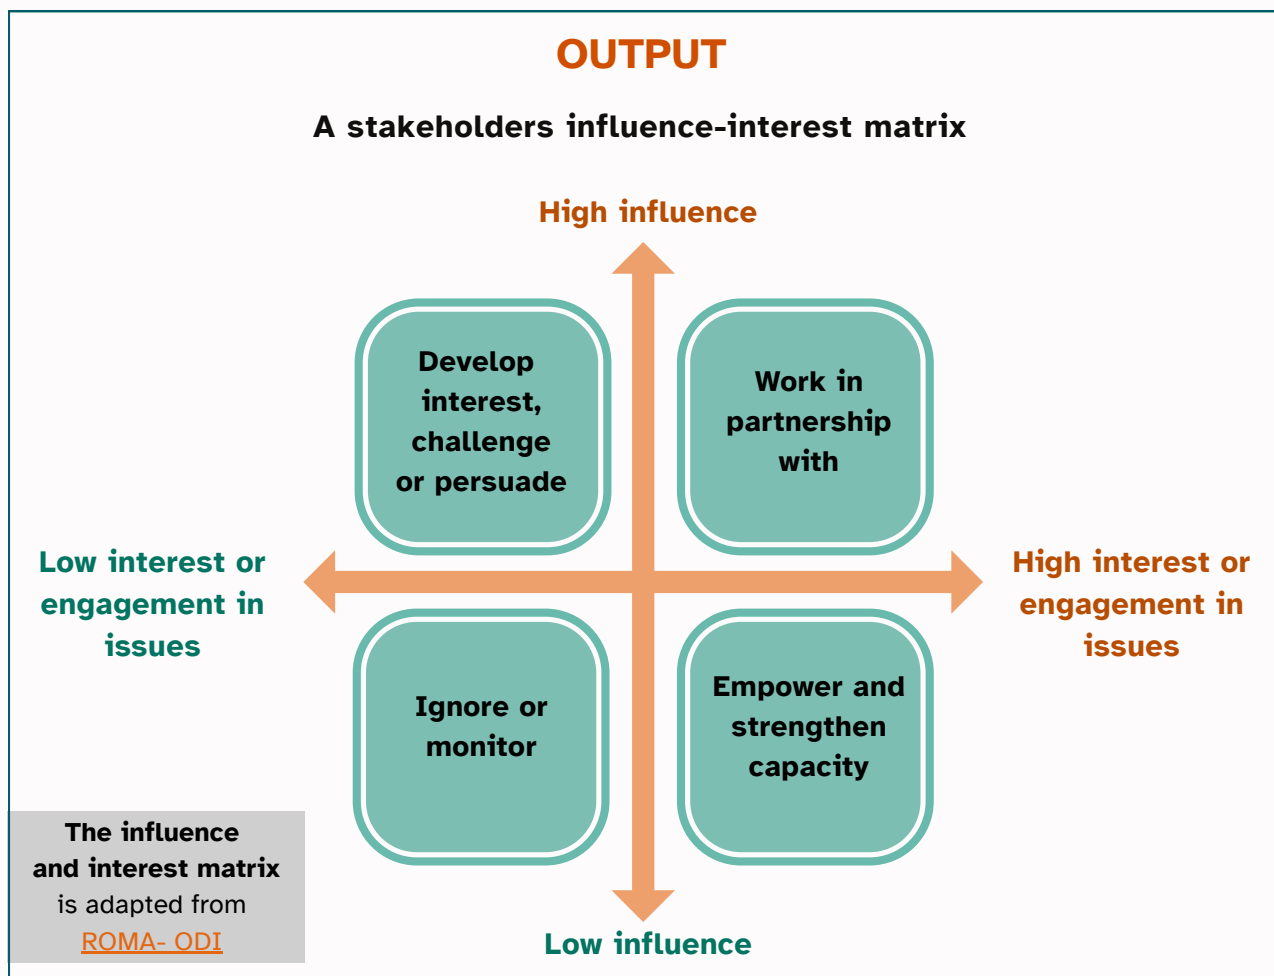 OUTPUT
A stakeholders influence-interest matrix
High influence
Develop
interest,
challenge
or persuade
Work in
partnership
with
Low interest or
engagement in
issues
High interest or
engagement in
issues
Ignore or
monitor
Empower and
strengthen
capacity
The influence
and interest matrix
is adapted from
ROMA- ODI
Low influence